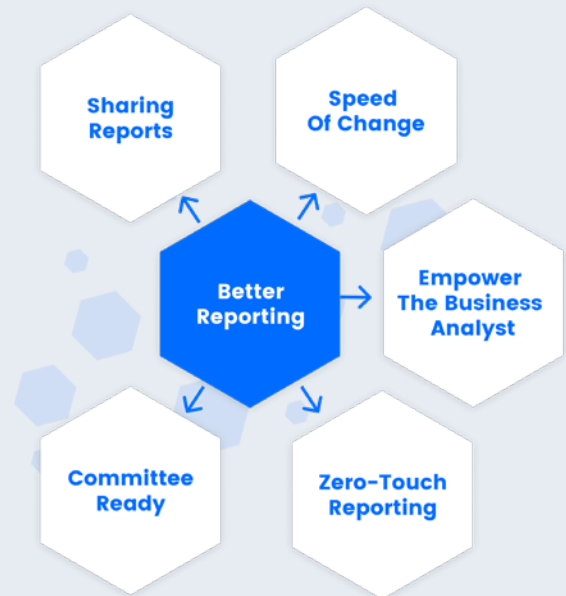 Sharing
Reports
Speed
Of Change
Better
Reporting
Empower
The Business
Analyst
Committee
Ready
Zero-Touch
Reporting